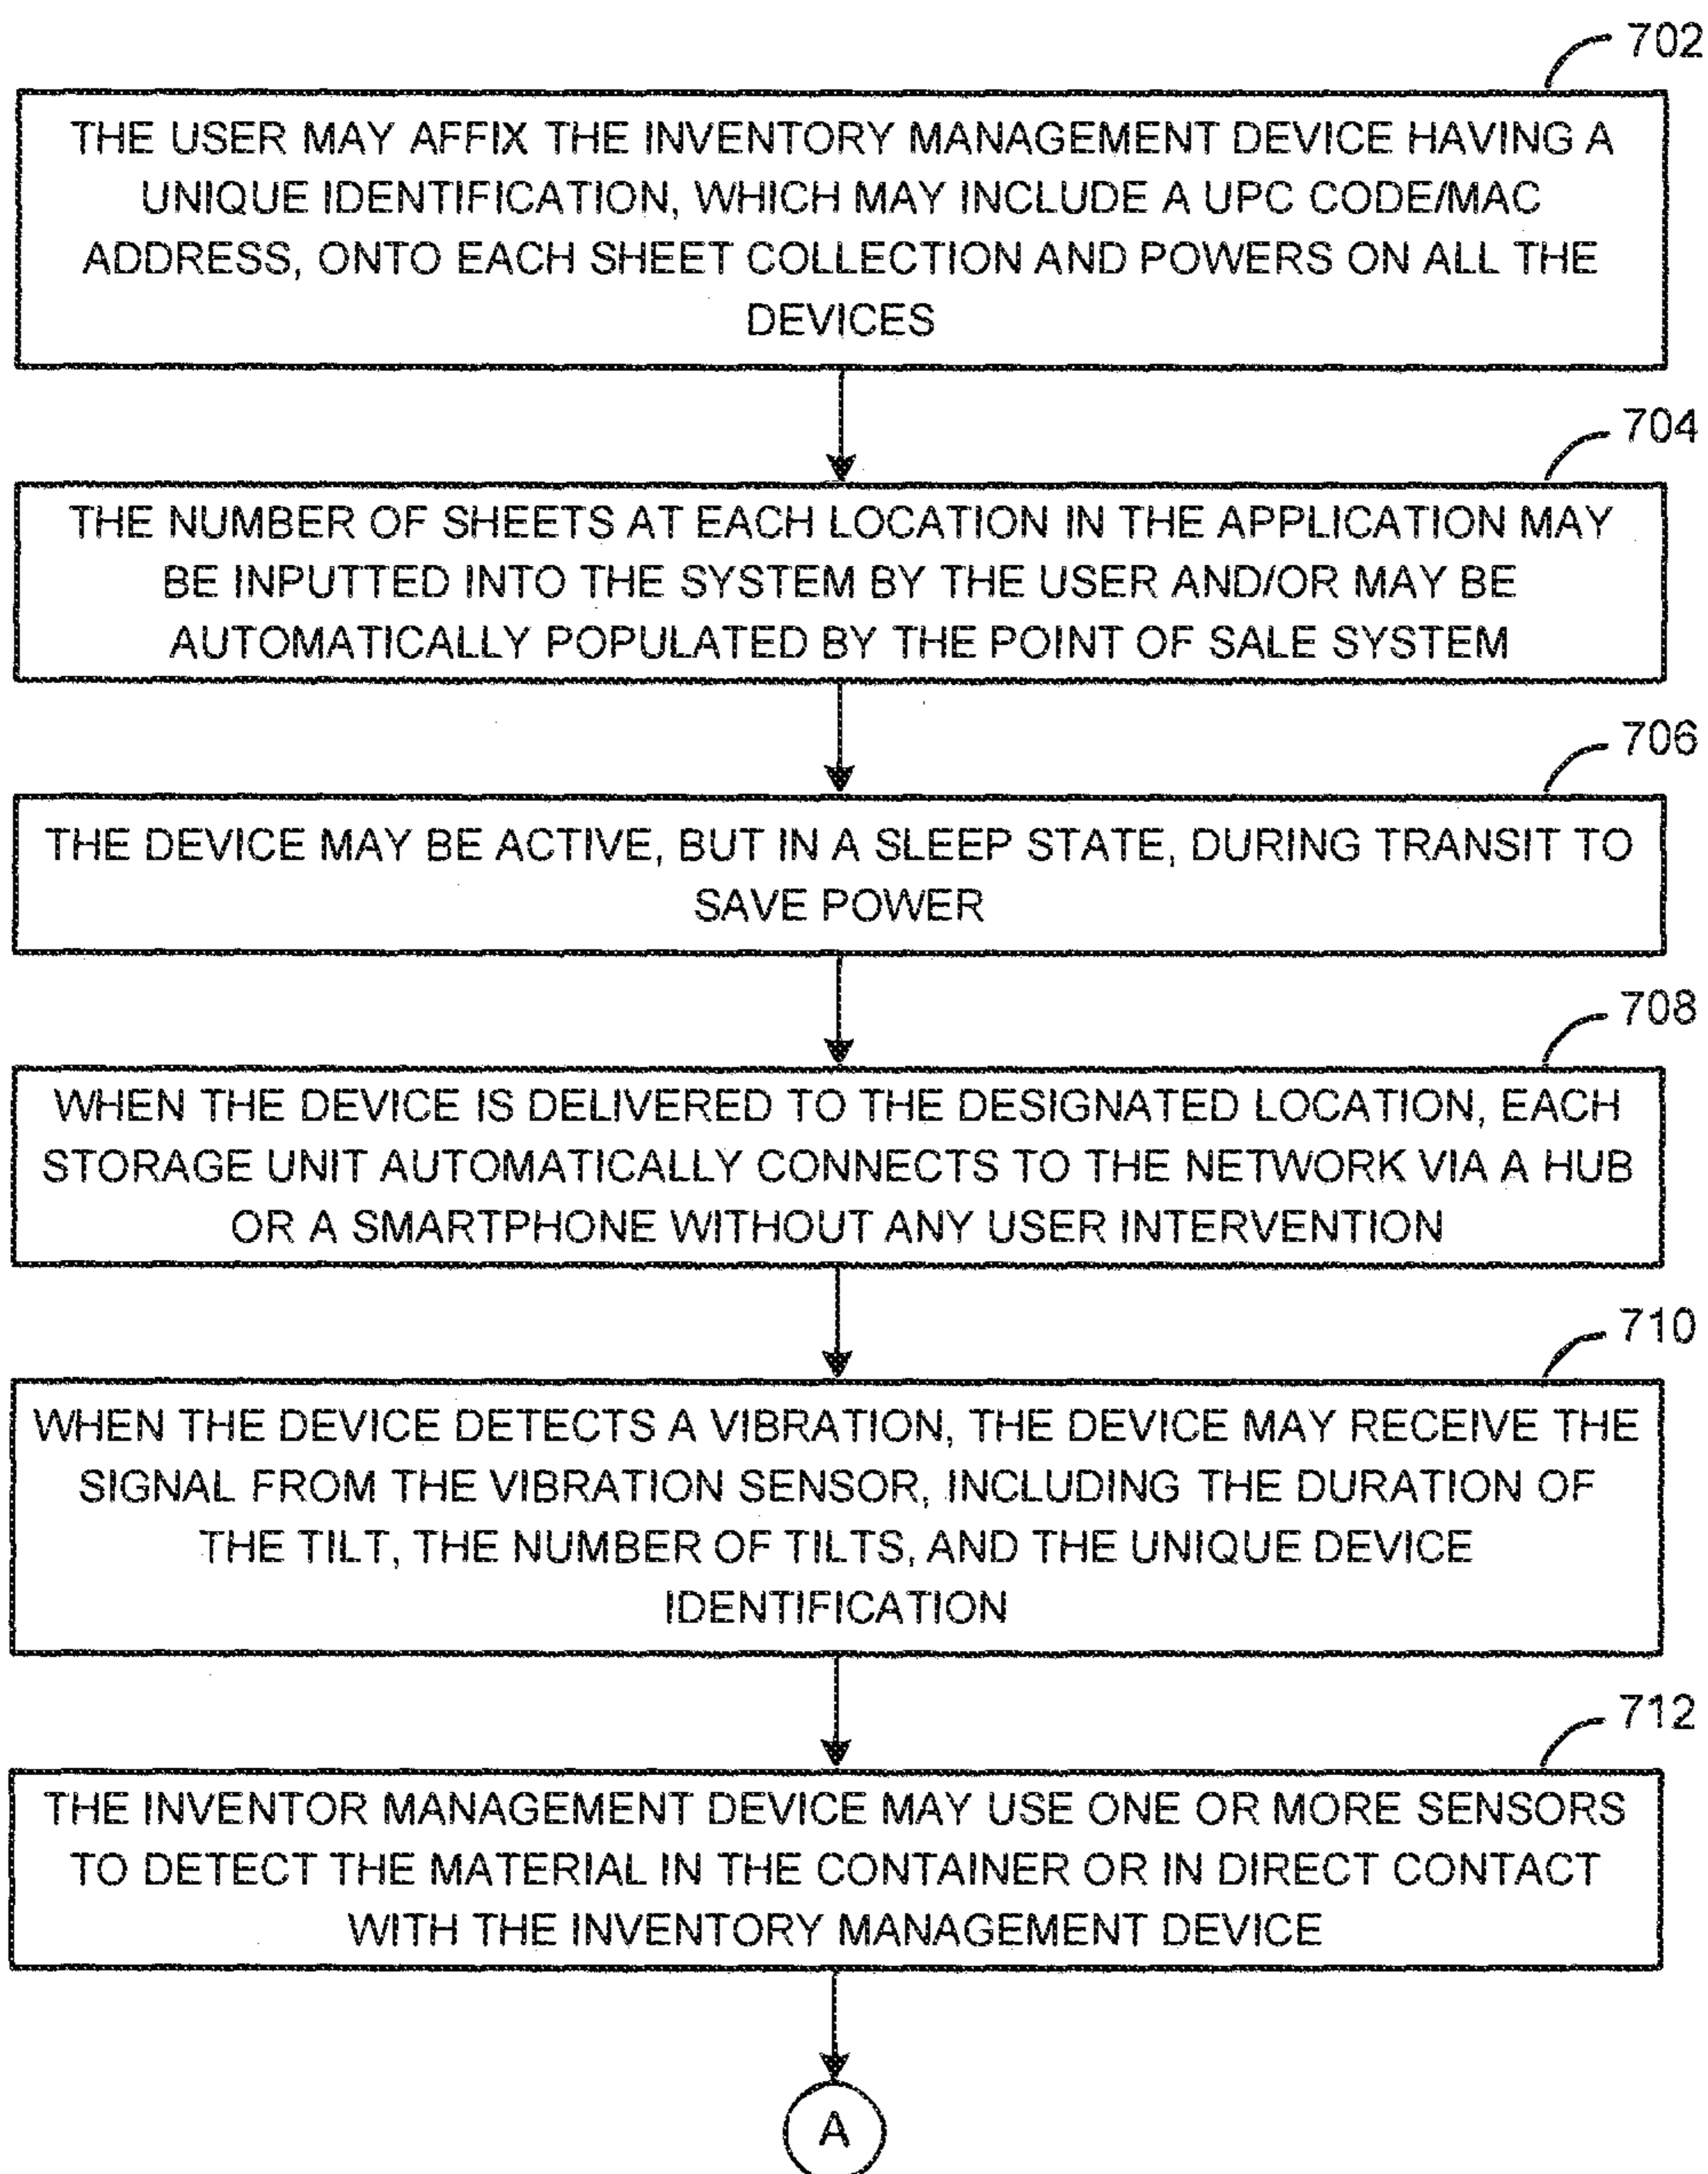 702
THE USER MAY AFFIX THE INVENTORY MANAGEMENT DEVICE HAVING A
UNIQUE IDENTIFICATION, WHICH MAY INCLUDE A UPC CODE/MAC
ADDRESS, ONTO EACH SHEET COLLECTION AND POWERS ON ALL THE
DEVICES
704
THE NUMBER OF SHEETS AT EACH LOCATION IN THE APPLICATION MAY
BE INPUTTED INTO THE SYSTEM BY THE USER AND/OR MAY BE
AUTOMATICALLY POPULATED BY THE POINT OF SALE SYSTEM
706
THE DEVICE MAY BE ACTIVE, BUT IN A SLEEP STATE, DURING TRANSIT TO
SAVE POWER
708
WHEN THE DEVICE IS DELIVERED TO THE DESIGNATED LOCATION, EACH
STORAGE UNIT AUTOMATICALLY CONNECTS TO THE NETWORK VIA A HUB
OR A SMARTPHONE WITHOUT ANY USER INTERVENTION
710
WHEN THE DEVICE DETECTS A VIBRATION, THE DEVICE MAY RECEIVE THE
SIGNAL FROM THE VIBRATION SENSOR, INCLUDING THE DURATION OF
THE TILT, THE NUMBER OF TILTS, AND THE UNIQUE DEVICE
IDENTIFICATION
712
THE INVENTOR MANAGEMENT DEVICE MAY USE ONE OR MORE SENSORS
TO DETECT THE MATERIAL IN THE CONTAINER OR IN DIRECT CONTACT
WITH THE INVENTORY MANAGEMENT DEVICE
A